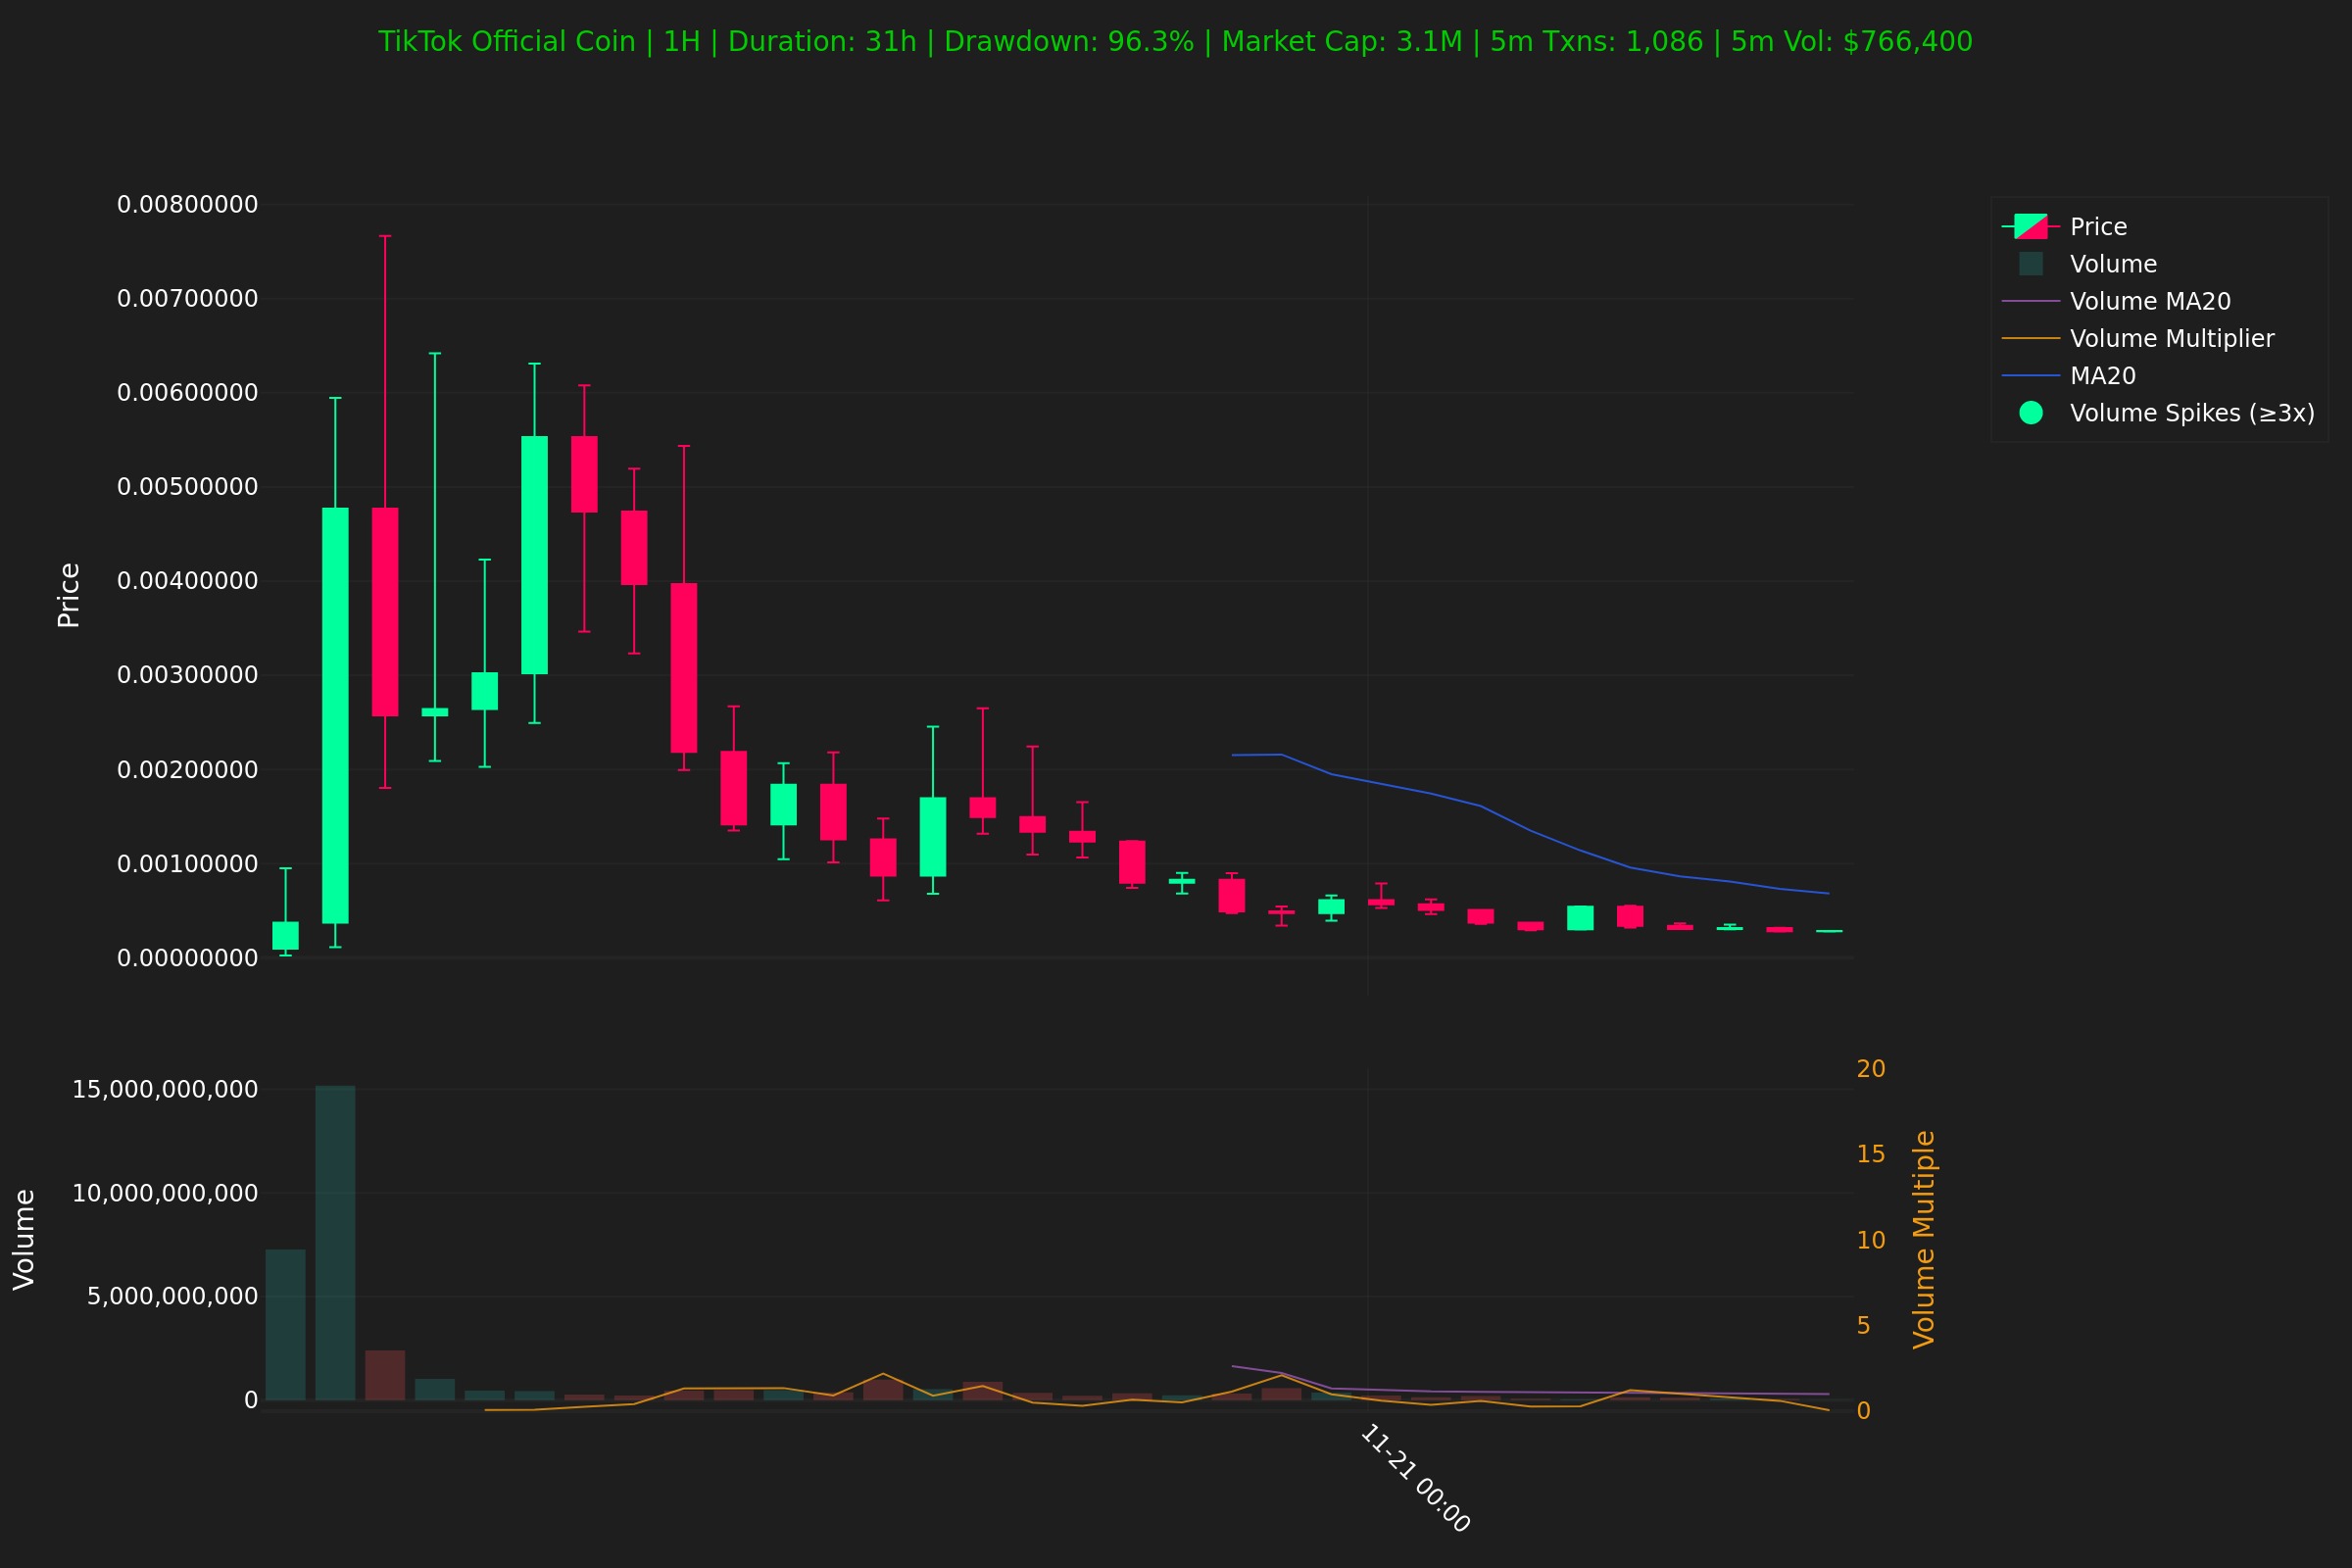 TikTok Official Coin | 1H | Duration: 31h | Drawdown: 96.3% | Market Cap: 3.1M | 5m Txns: 1,086 | 5m Vol: $766,400
Price
0.00800000
0.00700000
0.00600000
0.00500000
0.00400000
0.00300000
0.00200000
0.00100000
0.00000000
Price
Volume
Volume MA20
Volume Multiplier
MA20
Volume Spikes (≥3x)
Volume
15,000,000,000
10,000,000,000
5,000,000,000
0
20
15
10
5
0
Volume Multiple
11-21 00:00